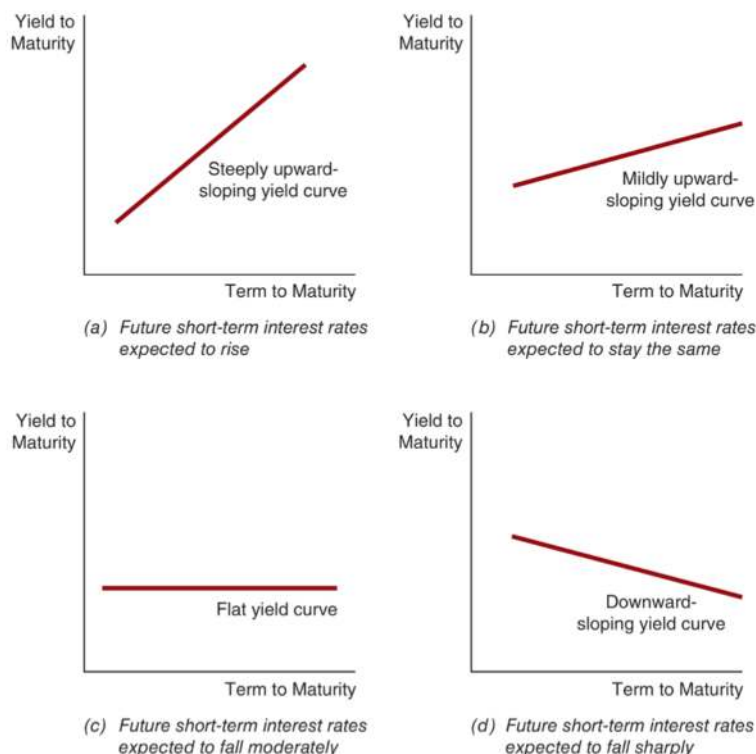 Yield to
Maturity
Steeply upward-
sloping yield curve
Term to Maturity
(a) Future short-term interest rates
expected to rise
Yield to
Maturity
Mildly upward-
sloping yield curve
Term to Maturity
(b) Future short-term interest rates
expected to stay the same
Yield to
Maturity
Flat yield curve
Term to Maturity
(c) Future short-term interest rates
expected to fall moderately
Yield to
Maturity
Downward-
sloping yield curve
Term to Maturity
(d) Future short-term interest rates
expected to fall sharply